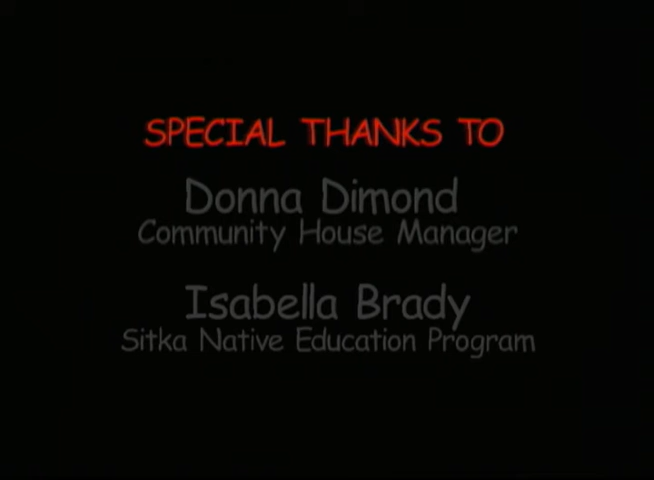 SPECIAL THANKS TO
Donna Dimond
Community House Manager
Isabella Brady
Sitka Native Education Program